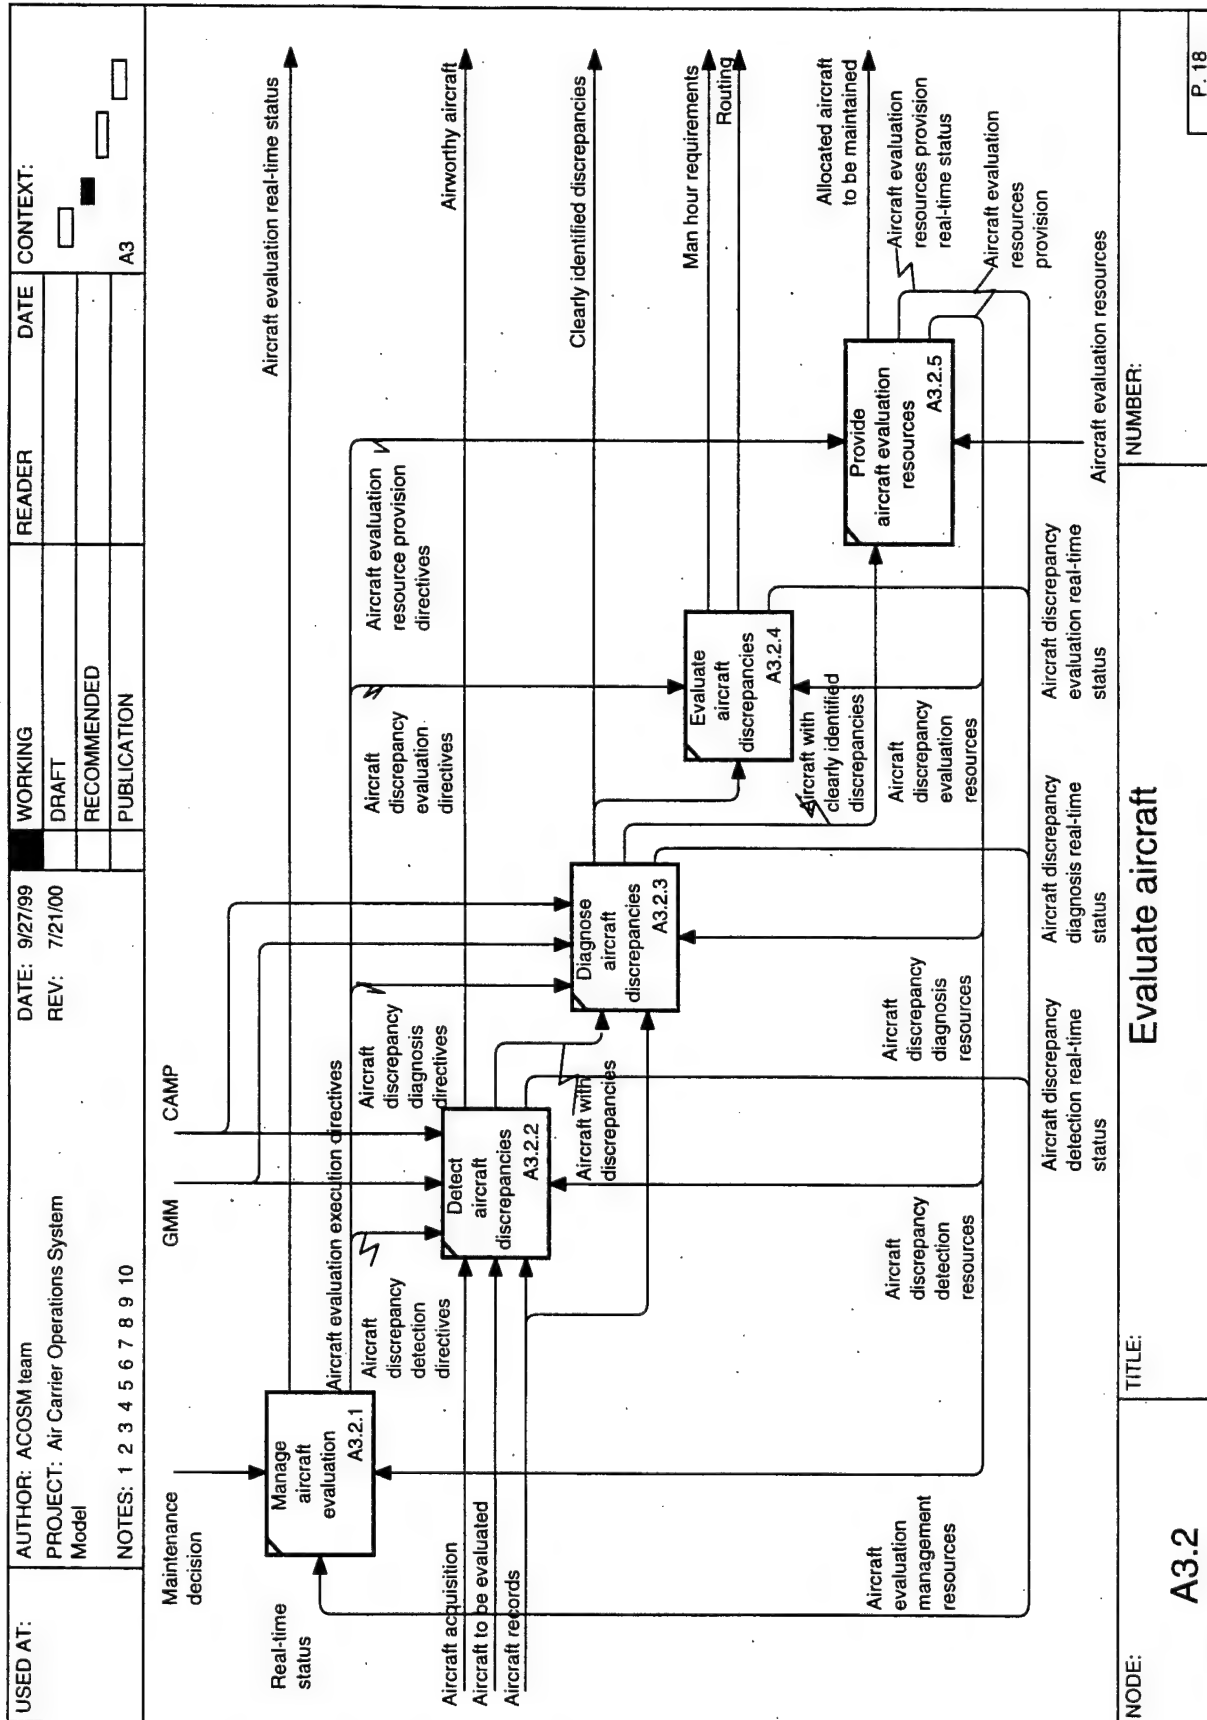 USED AT:
AUTHOR: ACOSM team
PROJECT: Air Carrier Operations System
Model
NOTES: 1 2 3 4 5 6 7 8 9 10
DATE: 9/27/99
REV: 7/21/00
WORKING
DRAFT
RECOMMENDED
PUBLICATION
READER
DATE
CONTEXT:
A3
Maintenance
decision
GMM
CAMP
Real-time
status
Manage
aircraft
evaluation
A3.2.1
Aircraft evaluation real-time status
Aircraft evaluation execution directives
Aircraft
discrepancy
detection
directives
Aircraft
discrepancy
diagnosis
directives
Aircraft
discrepancy
evaluation
directives
Aircraft evaluation
resource provision
directives
Aircraft acquisition
Aircraft to be evaluated
Aircraft records
Detect
aircraft
discrepancies
A3.2.2
Airworthy aircraft
Aircraft with
discrepancies
Diagnose
aircraft
discrepancies
A3.2.3
Clearly identified discrepancies
Evaluate
aircraft
discrepancies
A3.2.4
Man hour requirements
Routing
Aircraft with
clearly identified
discrepancies
Provide
aircraft evaluation
resources
A3.2.5
Allocated aircraft
to be maintained
Aircraft evaluation
resources provision
real-time status
Aircraft evaluation
resources
provision
Aircraft
evaluation
management
resources
Aircraft
discrepancy
detection
resources
Aircraft
discrepancy
diagnosis
resources
Aircraft
discrepancy
evaluation
resources
Aircraft discrepancy
detection real-time
status
Aircraft discrepancy
diagnosis real-time
status
Aircraft discrepancy
evaluation real-time
status
Aircraft evaluation resources
NODE:
A3.2
TITLE:
Evaluate aircraft
NUMBER:
P. 18